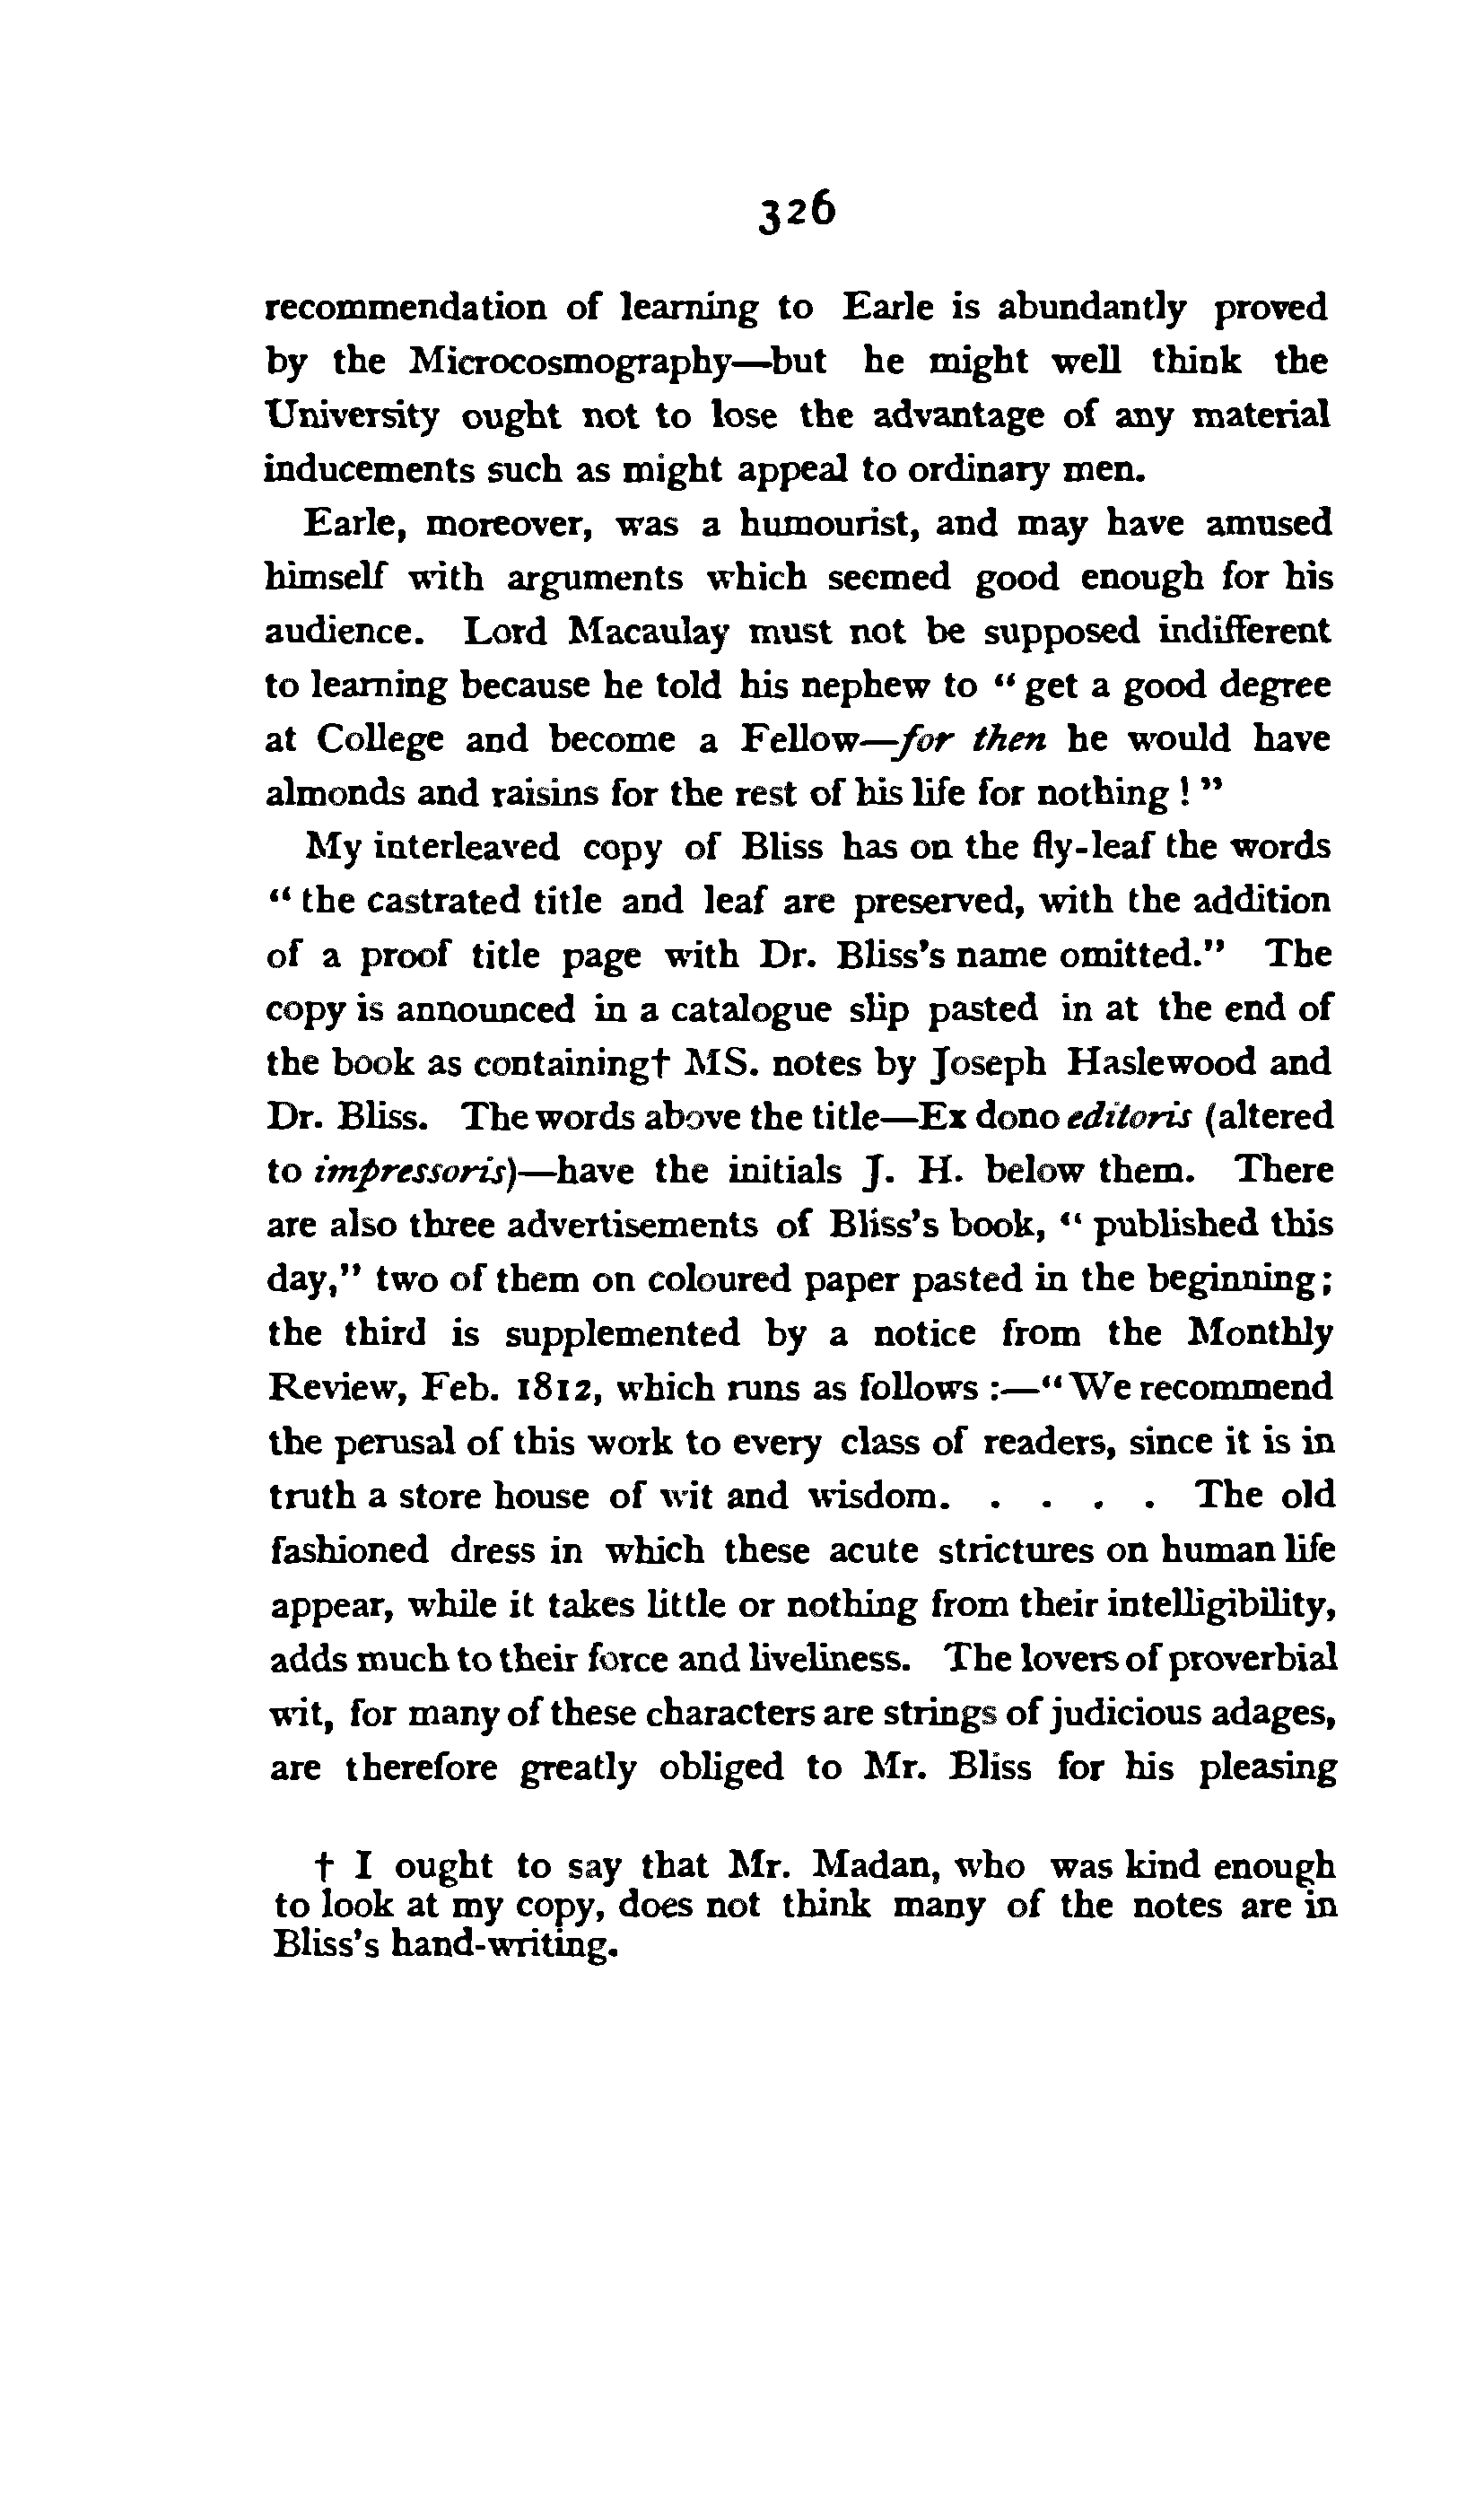 326
recommendation of learning to Earle is abundantly proved
by the Microcosmography—but he might well think the
University ought not to lose the advantage of any material
inducements such as might appeal to ordinary men.
Earle, moreover, was a humourist, and may have amused
himself with arguments which seemed good enough for his
audience. Lord Macaulay must not be supposed indifferent
to learning because he told his nephew to “ get a good degree
at College and become a Fellow—for then he would have
almonds and raisins for the rest of his life for nothing ! ”
My interleaved copy of Bliss has on the fly-leaf the words
“ the castrated title and leaf are preserved, with the addition
of a proof title page with Dr. Bliss’s name omitted.” The
copy is announced in a catalogue slip pasted in at the end of
the book as containing† MS. notes by Joseph Haslewood and
Dr. Bliss. The words above the title—Ex dono editoris (altered
to impressoris)—have the initials J. H. below them. There
are also three advertisements of Bliss’s book, “ published this
day,” two of them on coloured paper pasted in the beginning;
the third is supplemented by a notice from the Monthly
Review, Feb. 1812, which runs as follows :—“We recommend
the perusal of this work to every class of readers, since it is in
truth a store house of wit and wisdom. . . . . The old
fashioned dress in which these acute strictures on human life
appear, while it takes little or nothing from their intelligibility,
adds much to their force and liveliness. The lovers of proverbial
wit, for many of these characters are strings of judicious adages,
are therefore greatly obliged to Mr. Bliss for his pleasing
† I ought to say that Mr. Madan, who was kind enough
to look at my copy, does not think many of the notes are in
Bliss’s hand-writing.